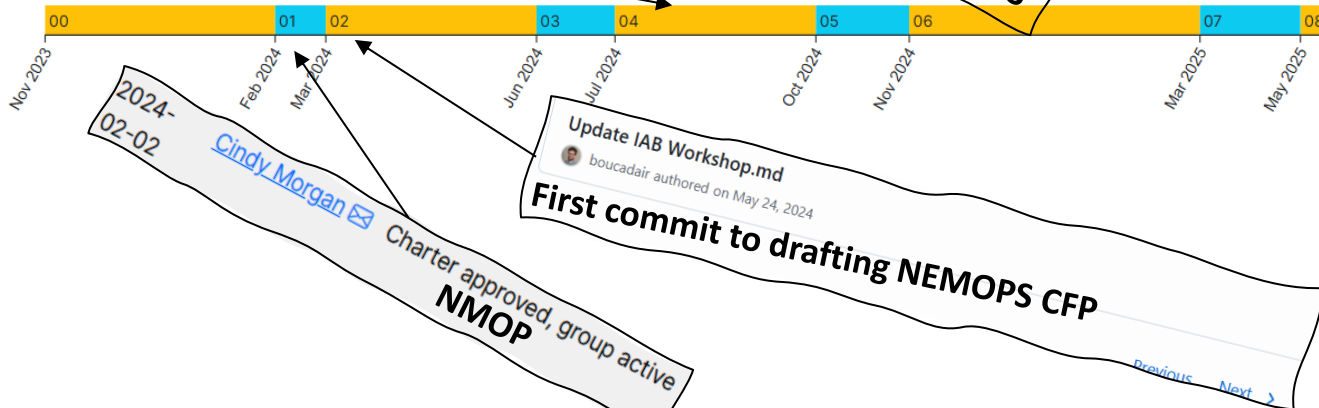 00 01 02 03 04 05 06 07 08
Nov 2023 Feb 2024 Mar 2024 Jun 2024 Jul 2024 Oct 2024 Nov 2024 Mar 2025 May 2025
2024-
02-02
Cindy Morgan
Charter approved, group active
NMOP
Update IAB Workshop.md
boucadair authored on May 24, 2024
First commit to drafting NEMOPS CFP
Previous Next